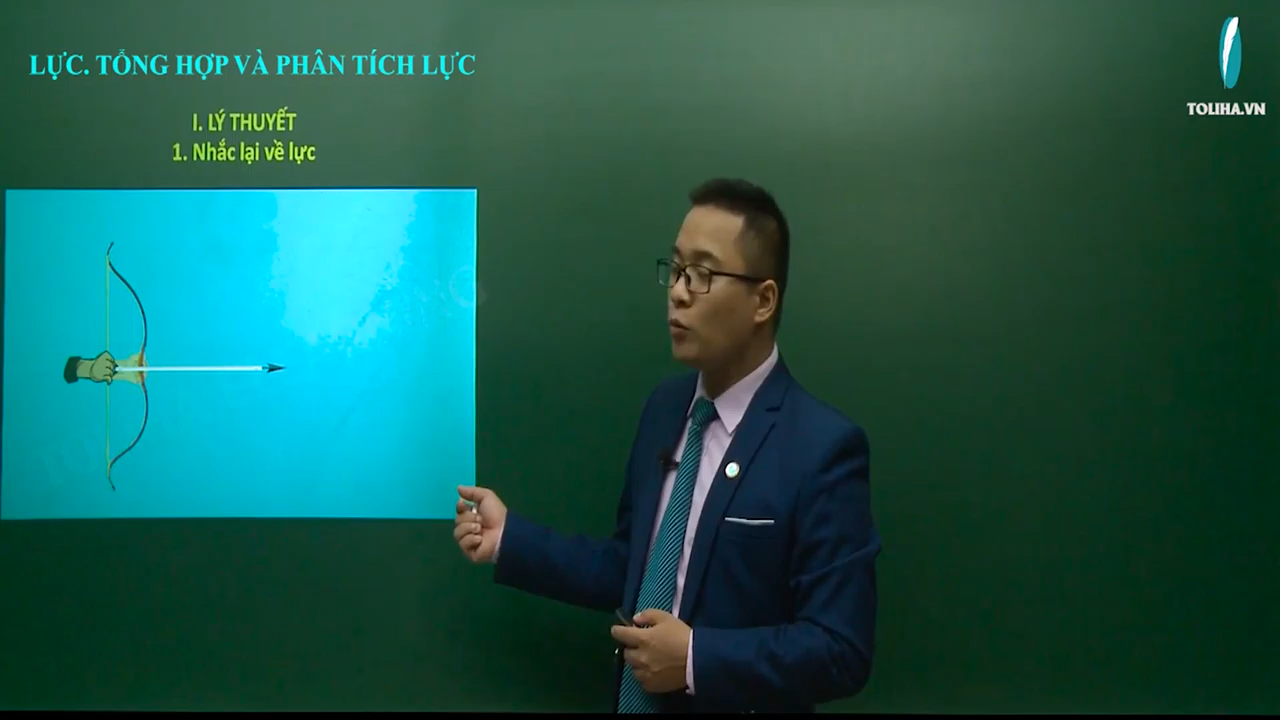 LỰC. TỔNG HỢP VÀ PHÂN TÍCH LỰC
TOLIHA.VN
I. LÝ THUYẾT
1. Nhắc lại về lực